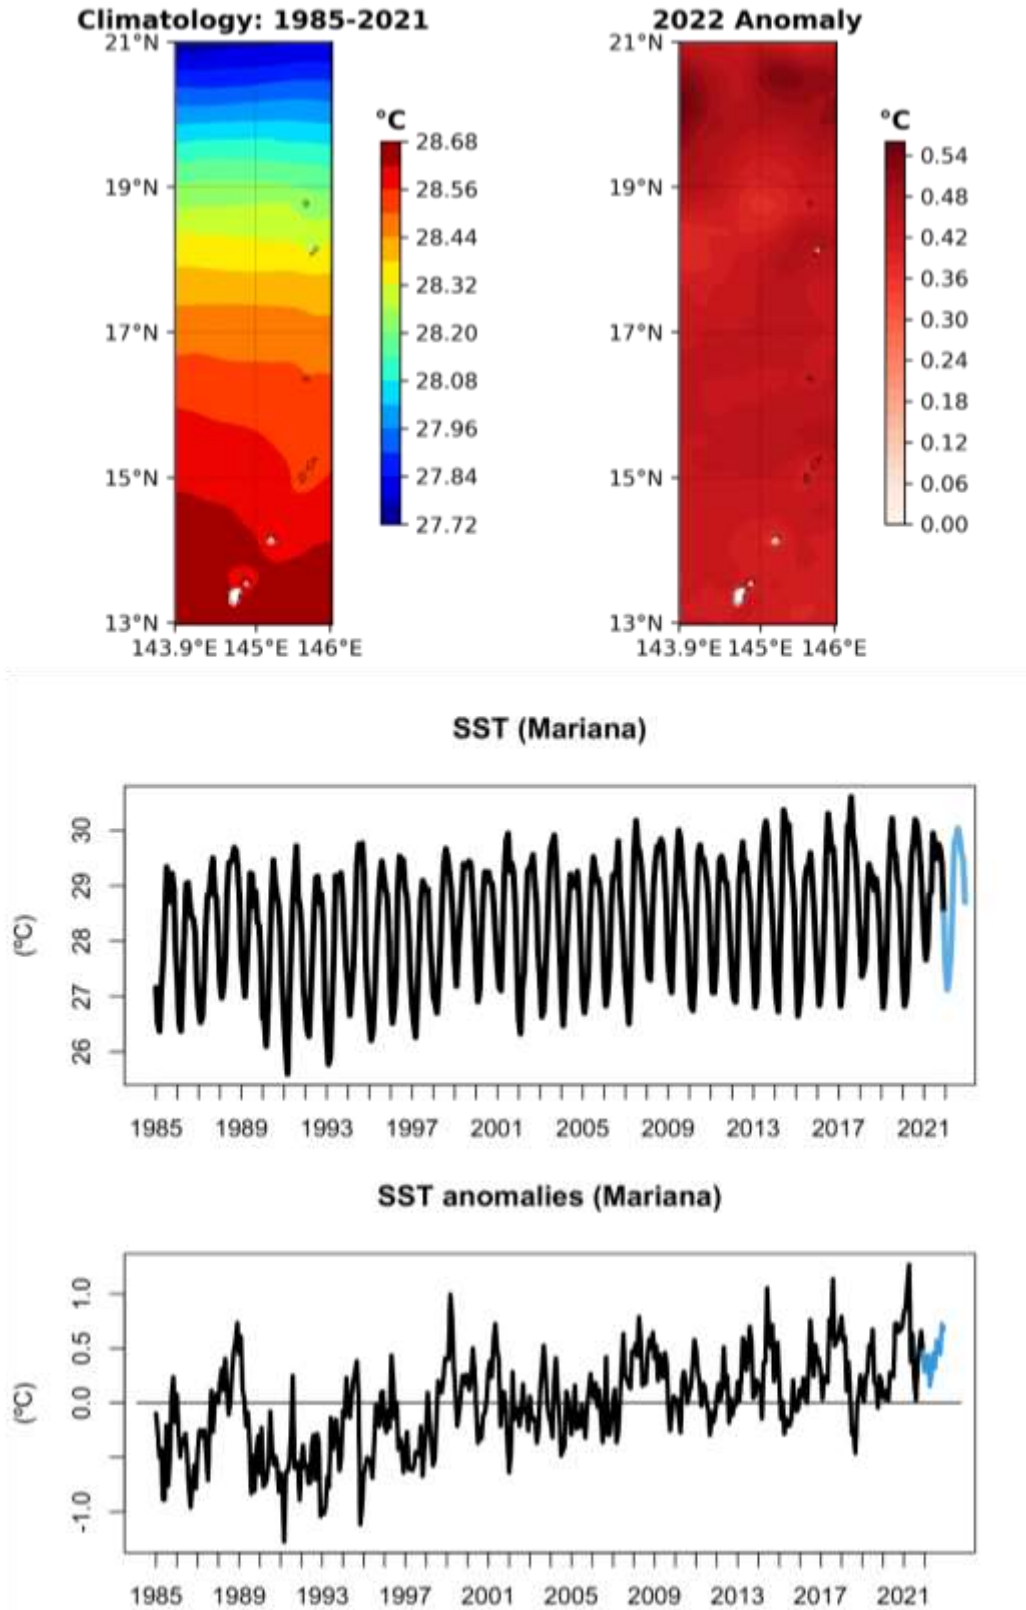 Climatology: 1985-2021
21°N
19°N
17°N
15°N
13°N
143.9°E 145°E 146°E
°C
28.68
28.56
28.44
28.32
28.20
28.08
27.96
27.84
27.72
2022 Anomaly
21°N
19°N
17°N
15°N
13°N
143.9°E 145°E 146°E
°C
0.54
0.48
0.42
0.36
0.30
0.24
0.18
0.12
0.06
0.00
SST (Mariana)
(ºC)
30
29
28
27
26
1985 1989 1993 1997 2001 2005 2009 2013 2017 2021
SST anomalies (Mariana)
(ºC)
1.0
0.5
0.0
-1.0
1985 1989 1993 1997 2001 2005 2009 2013 2017 2021